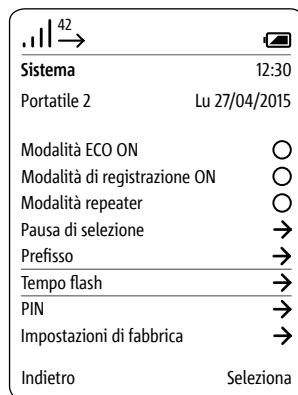 42
Sistema 12:30
Portatile 2 Lu 27/04/2015
Modalità ECO ON
Modalità di registrazione ON
Modalità repeater
Pausa di selezione
Prefisso
Tempo flash
PIN
Impostazioni di fabbrica
Indietro Seleziona